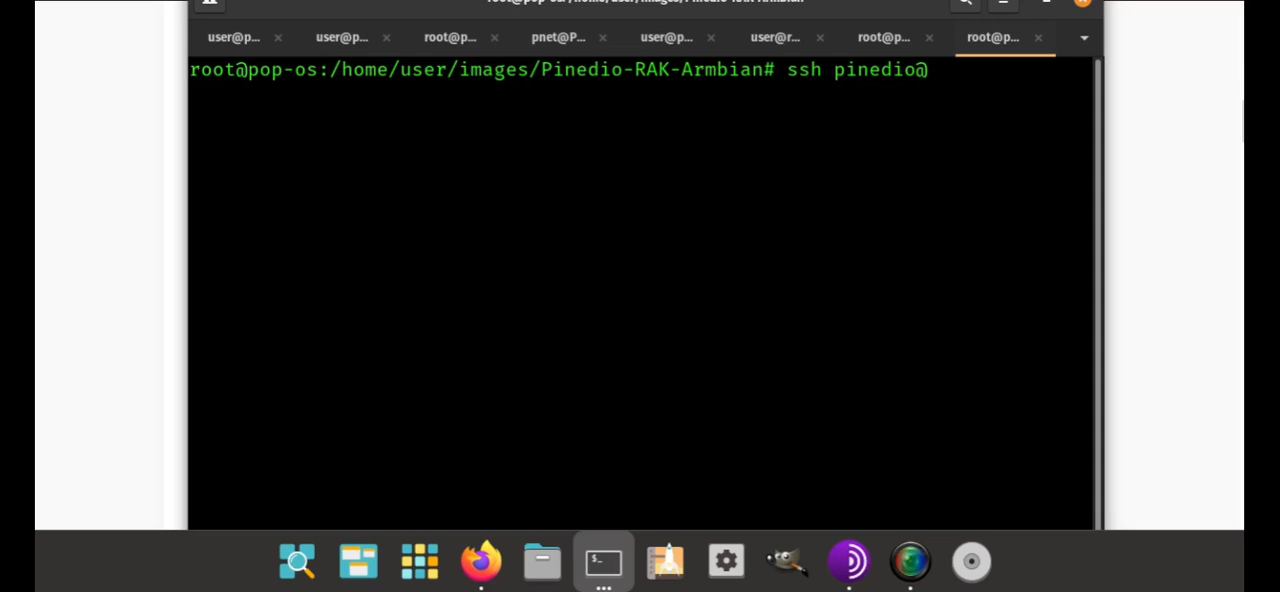 user@p... user@p... root@p... pnet@P... user@p... user@r... root@p... root@p...
root@pop-os:/home/user/images/Pinedio-RAK-Armbian# ssh pinedio@